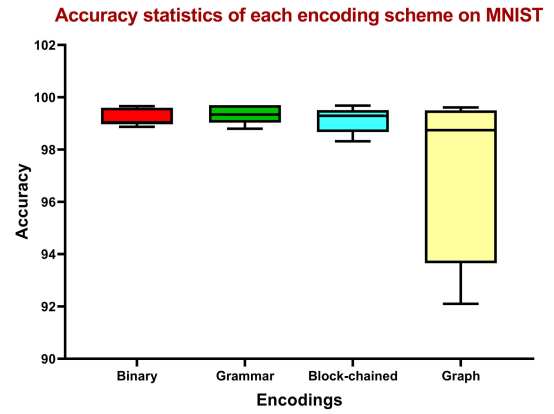 Accuracy statistics of each encoding scheme on MNIST
102
100
98
96
94
92
90
Accuracy
Binary
Grammar
Block-chained
Graph
Encodings